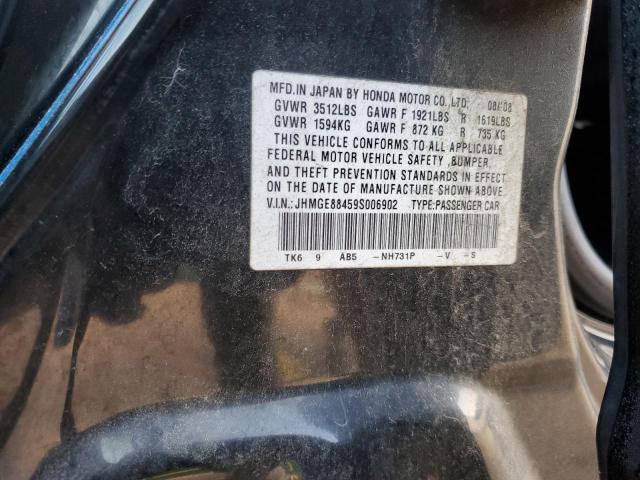 MFD.IN JAPAN BY HONDA MOTOR CO.,LTD. 08/08
GVWR 3512LBS GAWR F 1921LBS R 1619LBS
GVWR 1594KG GAWR F 872 KG R 735 KG
THIS VEHICLE CONFORMS TO ALL APPLICABLE
FEDERAL MOTOR VEHICLE SAFETY ,BUMPER,
AND THEFT PREVENTION STANDARDS IN EFFECT
ON THE DATE OF MANUFACTURE SHOWN ABOVE.
V.I.N.:JHMGE88459S006902 TYPE:PASSENGER CAR
TK6 9 AB5 -NH731P -V -S